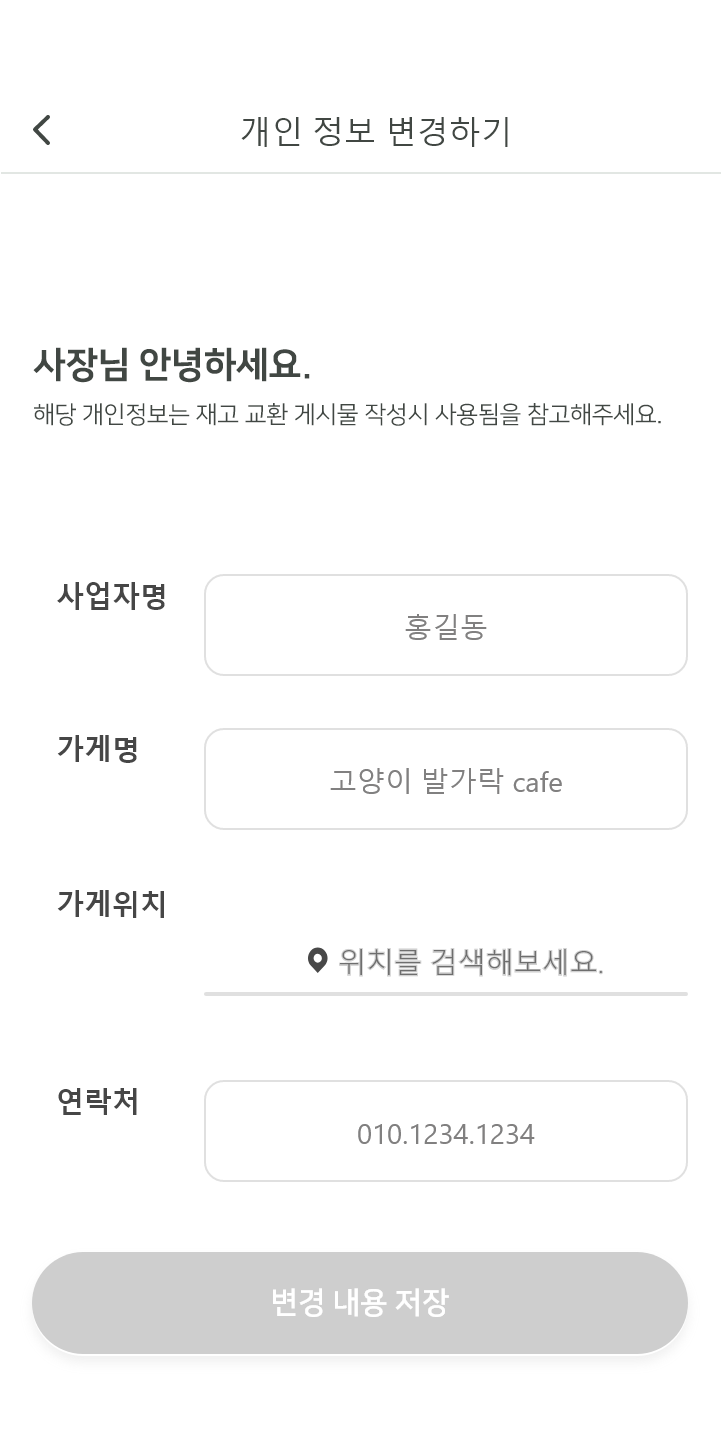 개인 정보 변경하기
사장님 안녕하세요.
해당 개인정보는 재고 교환 게시물 작성시 사용됨을 참고해주세요.
사업자명
홍길동
가게명
고양이 발가락 cafe
가게위치
위치를 검색해보세요.
연락처
010.1234.1234
변경 내용 저장